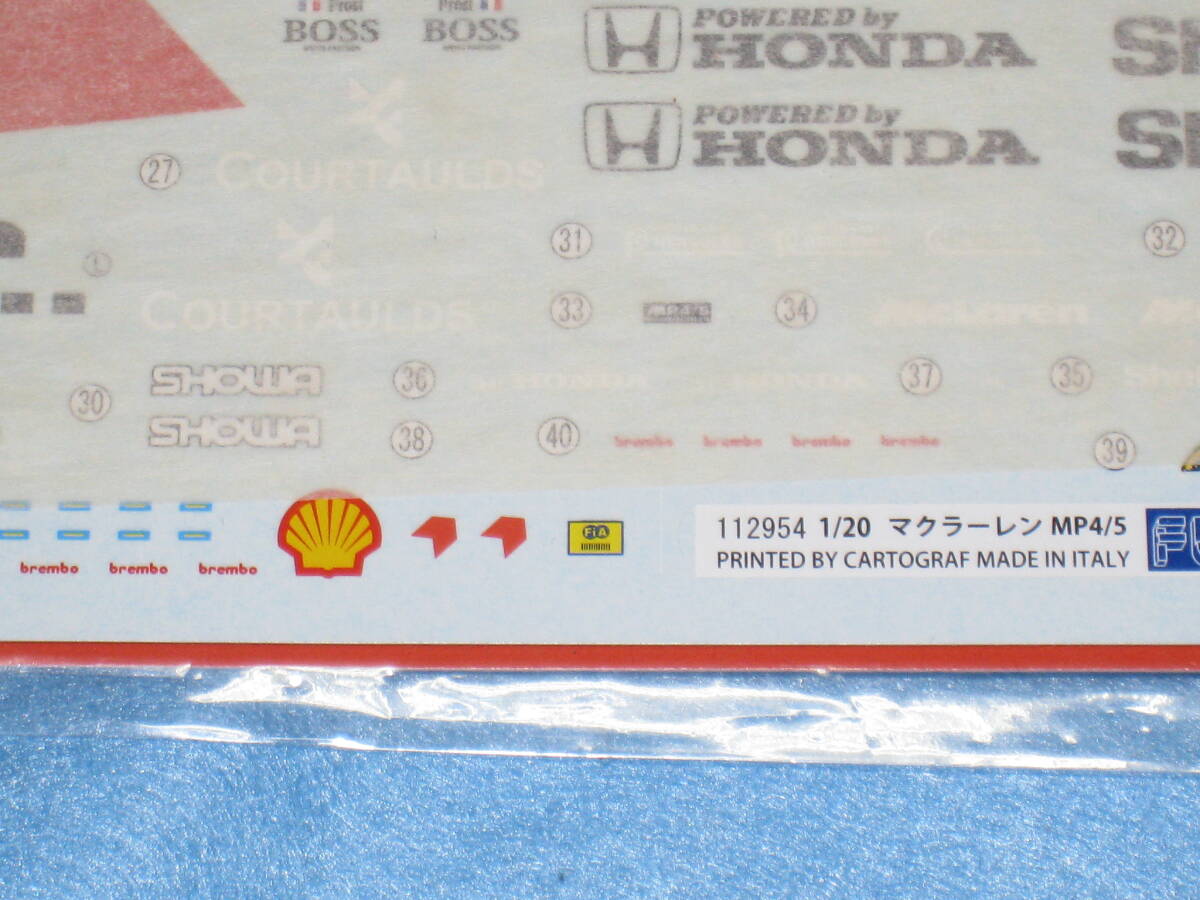 Prost Prost
BOSS BOSS
POWERED by
HONDA
POWERED by
HONDA
27 COURTAULDS
31 32
COURTAULDS 33 MP4/5 34 McLaren
SHOWA 36 HONDA HONDA 37 35
30
SHOWA 38 40 brembo brembo brembo brembo 39
FIA
brembo brembo brembo
112954 1/20 マクラーレン MP4/5
PRINTED BY CARTOGRAF MADE IN ITALY